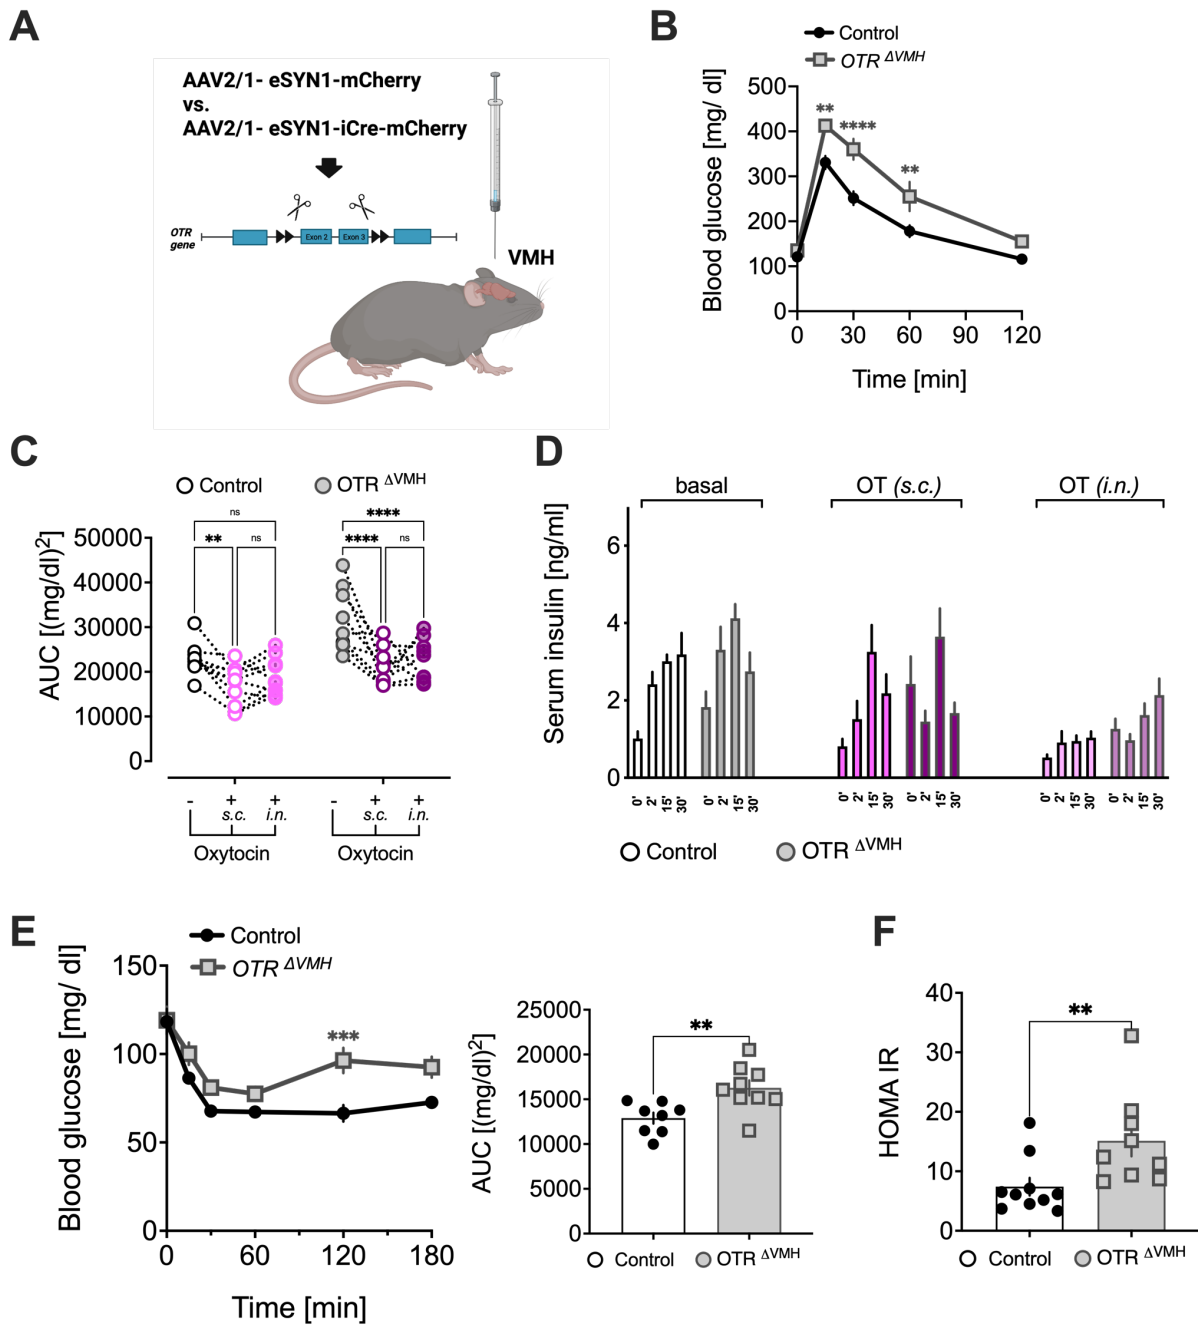 A
AAV2/1- eSYN1-mCherry
vs.
AAV2/1- eSYN1-iCre-mCherry
OTR
gene
Exon 2
Exon 3
VMH
B
Control
OTR ΔVMH
Blood glucose [mg/ dl]
500
400
300
200
100
0
** **** **
0 30 60 90 120
Time [min]
C
Control
OTR ΔVMH
AUC [(mg/dl)2]
50000
40000
30000
20000
10000
0
ns
** ns
****
**** ns
- + + - + +
s.c. i.n. s.c. i.n.
Oxytocin Oxytocin
D
basal OT (s.c.) OT (i.n.)
Serum insulin [ng/ml]
6
4
2
0
0' 2' 15' 30' 0' 2' 15' 30' 0' 2' 15' 30' 0' 2' 15' 30' 0' 2' 15' 30' 0' 2' 15' 30'
Control OTR ΔVMH
E
Control
OTR ΔVMH
Blood glucose [mg/ dl]
150
100
50
0
***
0 60 120 180
Time [min]
AUC [(mg/dl)2]
25000
20000
15000
10000
5000
0
**
Control OTR ΔVMH
F
HOMA IR
40
30
20
10
0
**
Control OTR ΔVMH